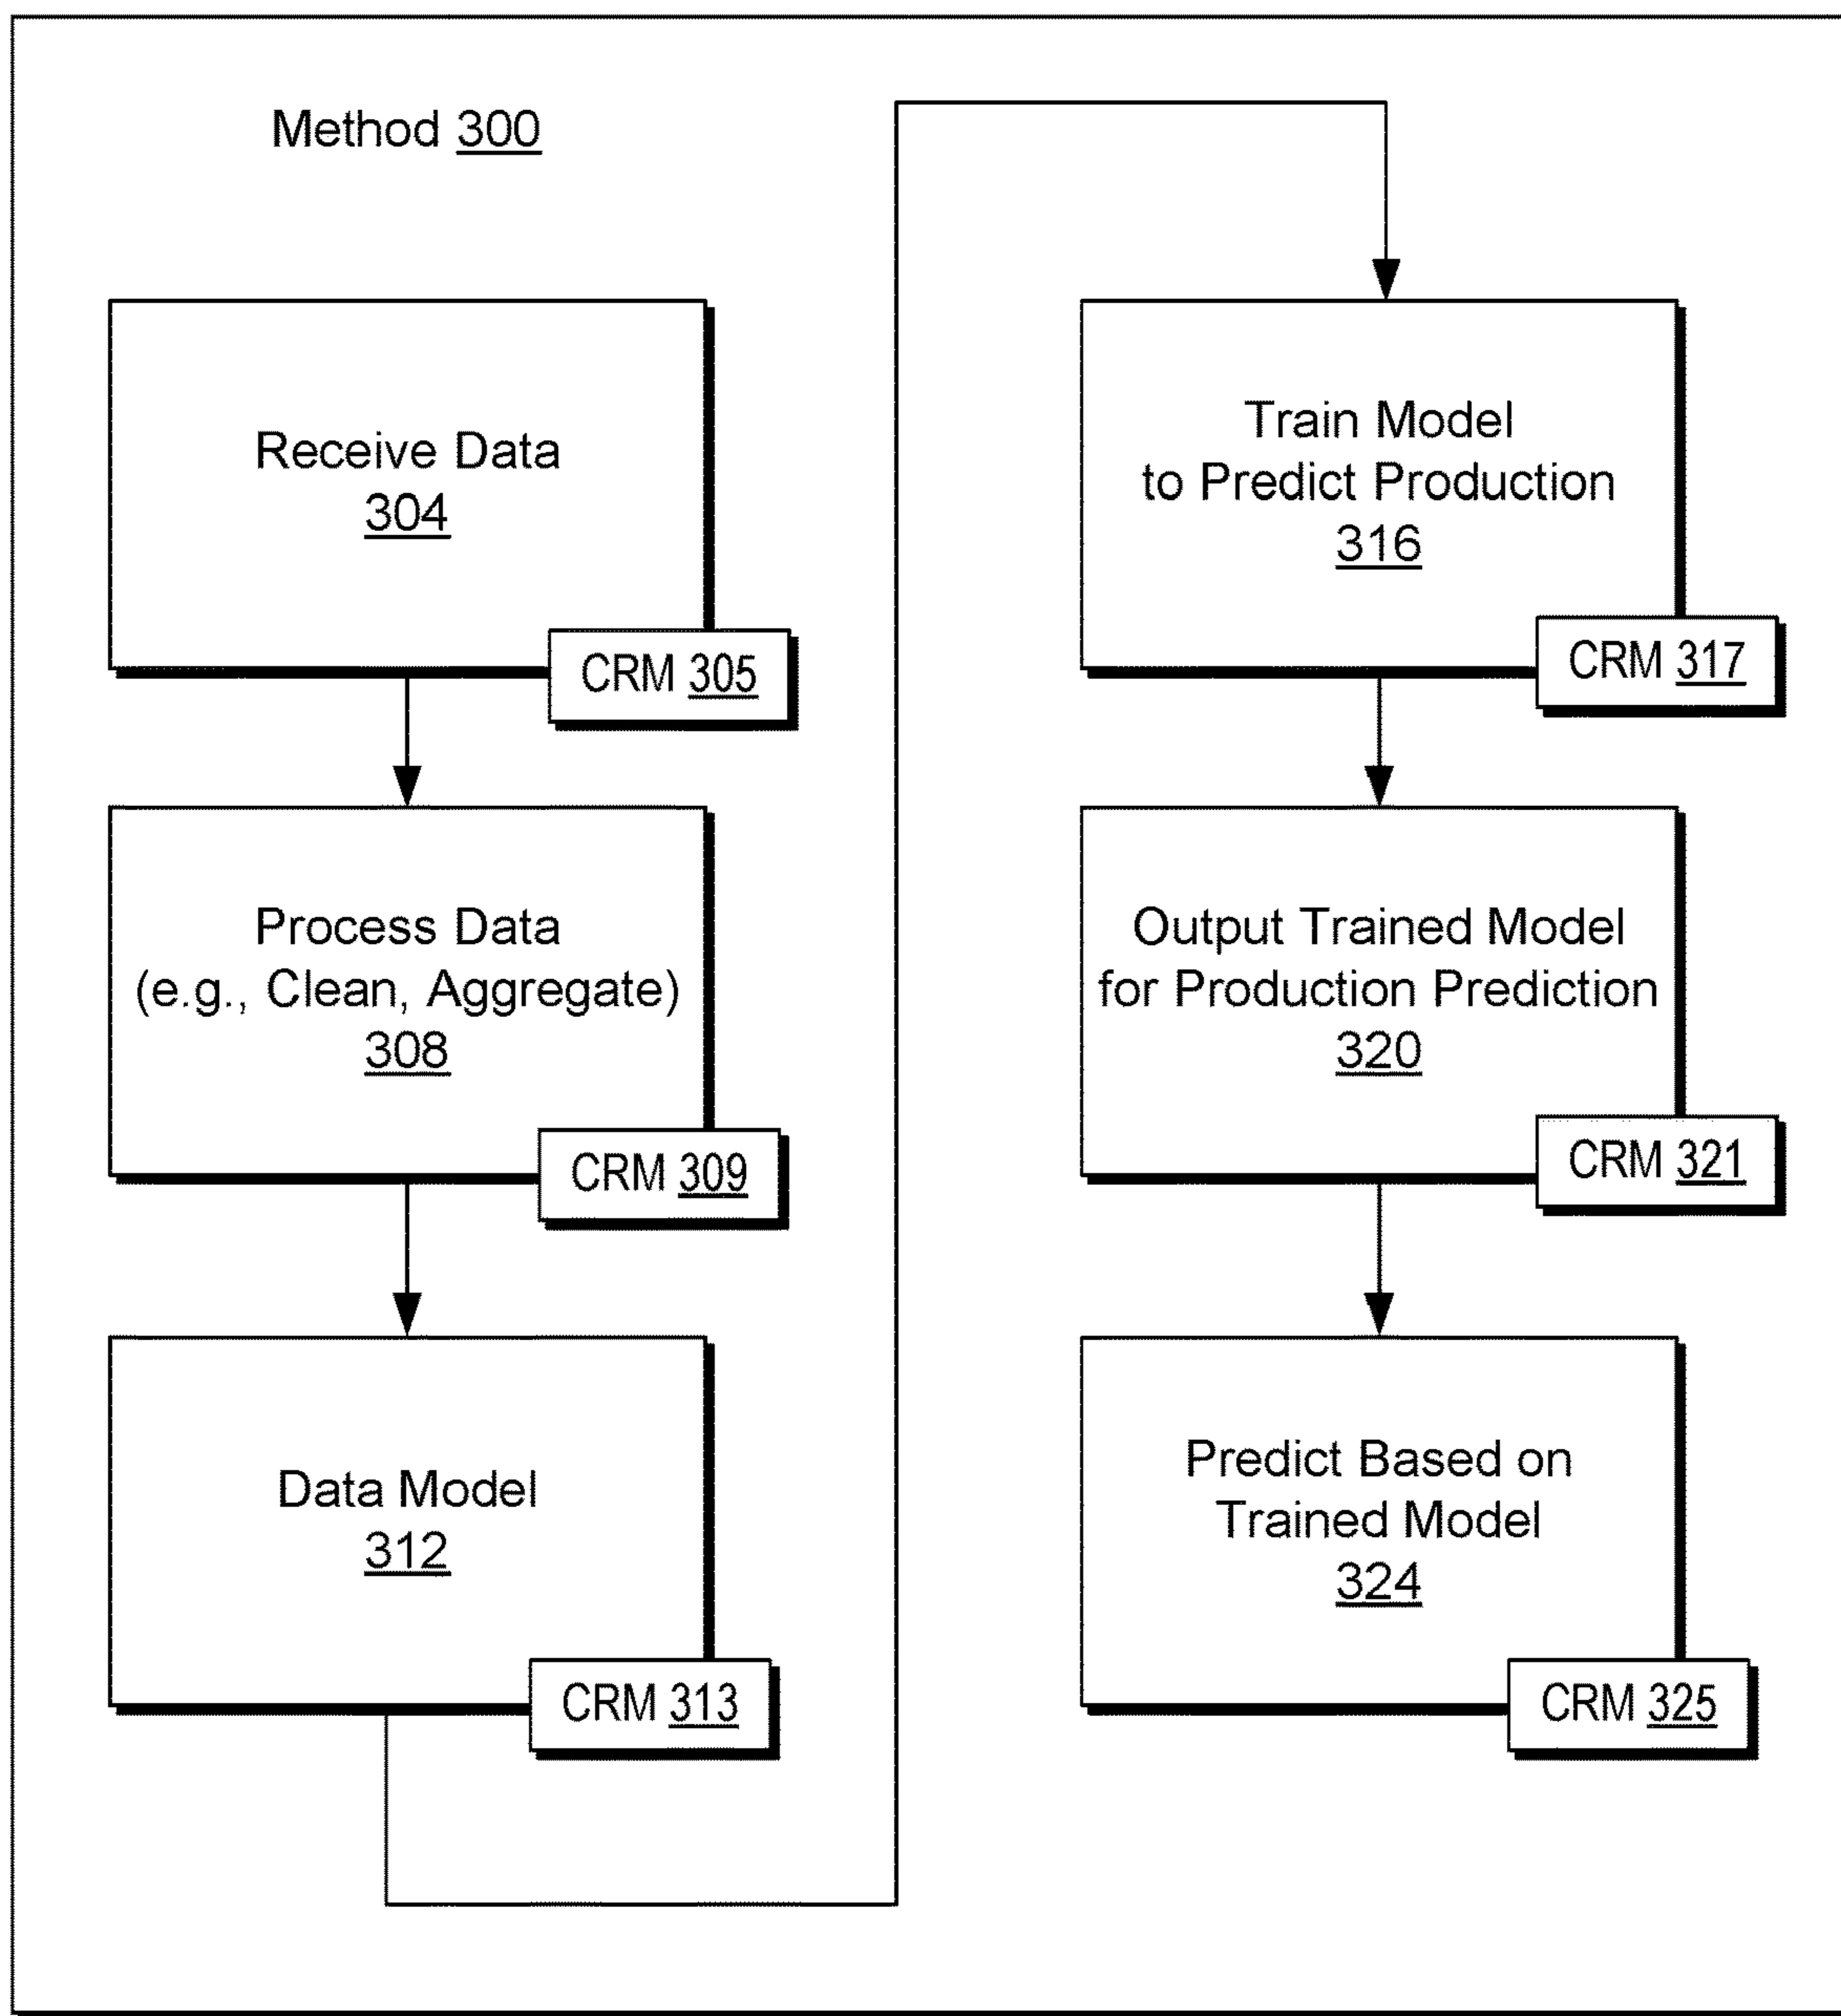 Method 300
Receive Data
304
CRM 305
Process Data
(e.g., Clean, Aggregate)
308
CRM 309
Data Model
312
CRM 313
Train Model
to Predict Production
316
CRM 317
Output Trained Model
for Production Prediction
320
CRM 321
Predict Based on
Trained Model
324
CRM 325